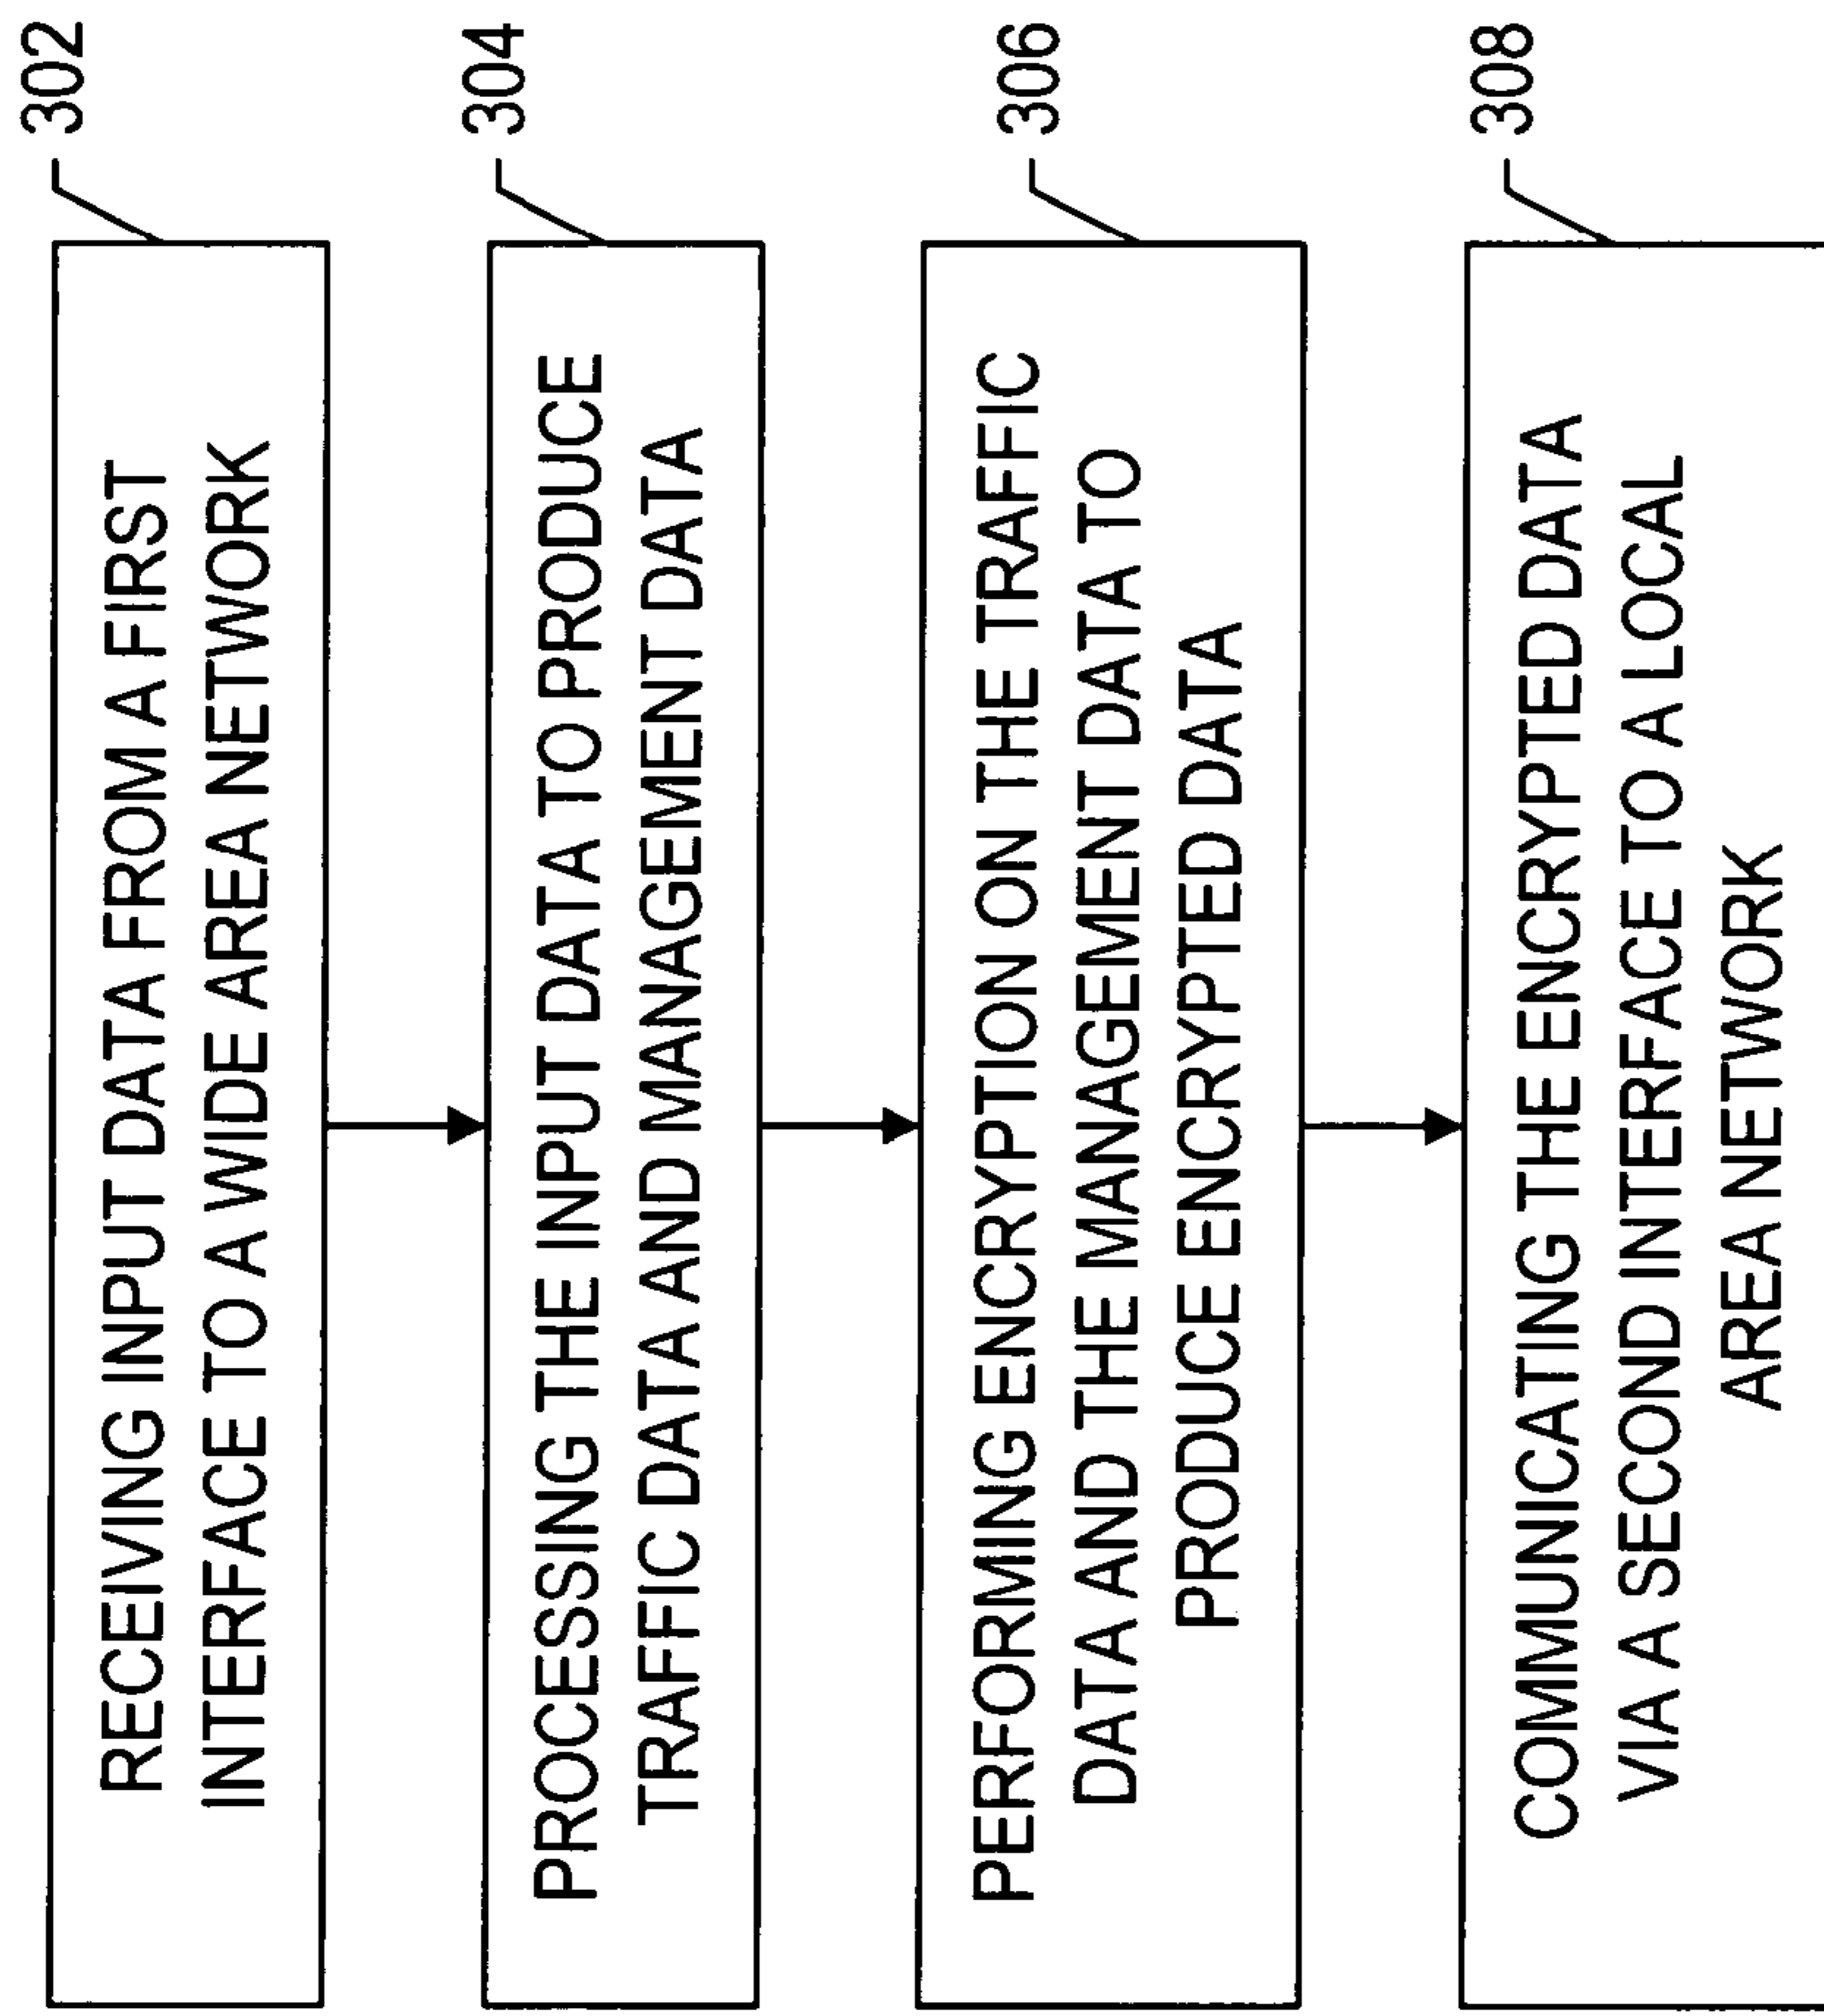 RECEIVING INPUT DATA FROM A FIRST
INTERFACE TO A WIDE AREA NETWORK
302
PROCESSING THE INPUT DATA TO PRODUCE
TRAFFIC DATA AND MANAGEMENT DATA
304
PERFORMING ENCRYPTION ON THE TRAFFIC
DATA AND THE MANAGEMENT DATA TO
PRODUCE ENCRYPTED DATA
306
COMMUNICATING THE ENCRYPTED DATA
VIA A SECOND INTERFACE TO A LOCAL
AREA NETWORK
308